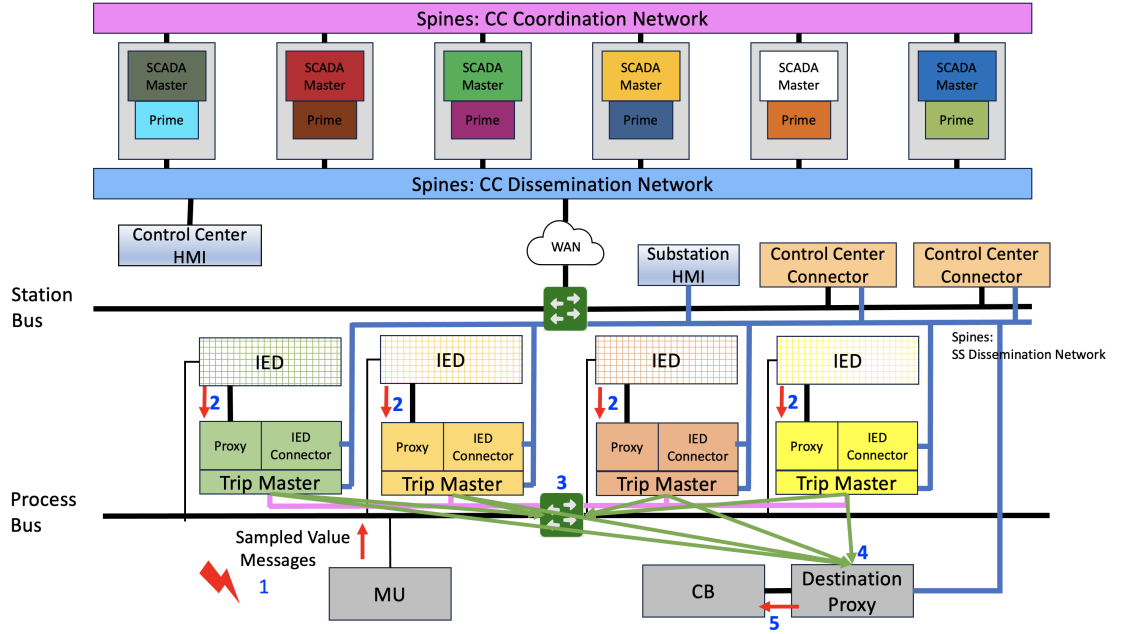 Spines: CC Coordination Network
SCADA Master
SCADA Master
SCADA Master
SCADA Master
SCADA Master
SCADA Master
Prime
Prime
Prime
Prime
Prime
Prime
Spines: CC Dissemination Network
Control Center
HMI
WAN
Substation
HMI
Control Center
Connector
Control Center
Connector
Station
Bus
Spines:
SS Dissemination Network
IED
IED
IED
IED
2
2
2
2
Proxy
IED
Connector
Proxy
IED
Connector
Proxy
IED
Connector
Proxy
IED
Connector
Trip Master
Trip Master
Trip Master
Trip Master
3
Process
Bus
Sampled Value
Messages
1
MU
4
CB
Destination
Proxy
5